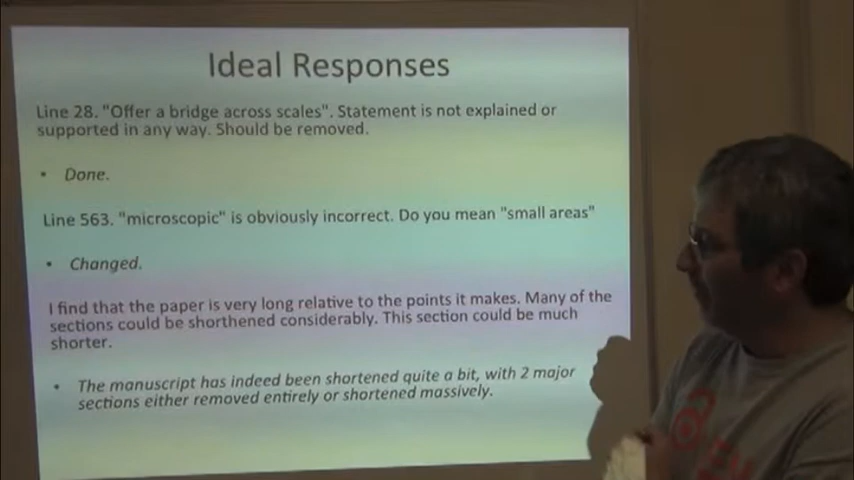 Ideal Responses
Line 28. "Offer a bridge across scales". Statement is not explained or
supported in any way. Should be removed.
• Done.
Line 563. "microscopic" is obviously incorrect. Do you mean "small areas"
• Changed.
I find that the paper is very long relative to the points it makes. Many of the
sections could be shortened considerably. This section could be much
shorter.
• The manuscript has indeed been shortened quite a bit, with 2 major
sections either removed entirely or shortened massively.